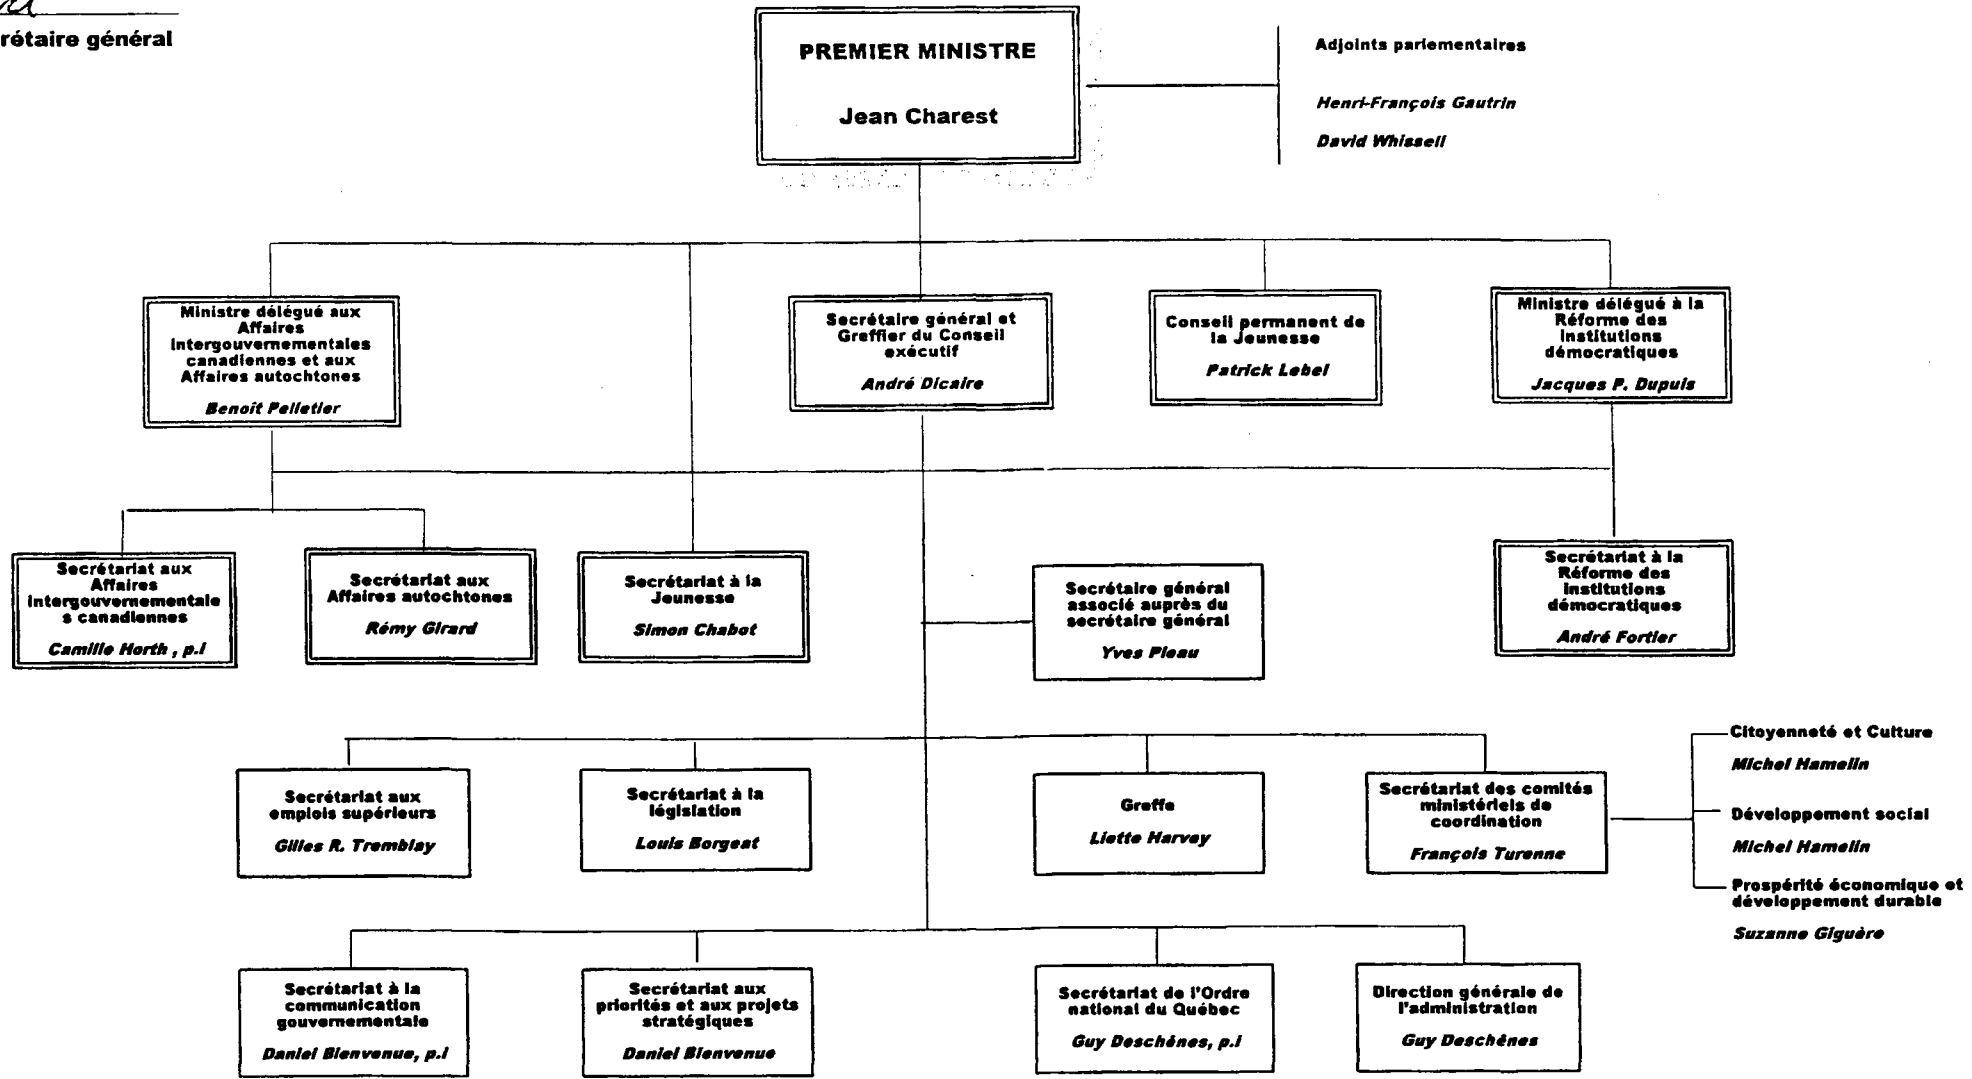 rétaire général
PREMIER MINISTRE
Jean Charest
Adjoints parlementaires
Henri-François Gautrin
David Whissell
Ministre délégué aux
Affaires
intergouvernementales
canadiennes et aux
Affaires autochtones
Benoît Pelletier
Secrétaire général et
Greffier du Conseil
exécutif
André Dicaire
Conseil permanent de
la Jeunesse
Patrick Lebel
Ministre délégué à la
Réforme des
institutions
démocratiques
Jacques P. Dupuis
Secrétariat aux
Affaires
intergouvernementale
s canadiennes
Camille Horth , p.i
Secrétariat aux
Affaires autochtones
Rémy Girard
Secrétariat à la
Jeunesse
Simon Chabot
Secrétaire général
associé auprès du
secrétaire général
Yves Pleau
Secrétariat à la
Réforme des
institutions
démocratiques
André Fortier
Secrétariat aux
emplois supérieurs
Gilles R. Tremblay
Secrétariat à la
législation
Louis Borgeat
Greffe
Liette Harvey
Secrétariat des comités
ministériels de
coordination
François Turenne
Citoyenneté et Culture
Michel Hamelin
Développement social
Michel Hamelin
Prospérité économique et
développement durable
Suzanne Giguère
Secrétariat à la
communication
gouvernementale
Daniel Bienvenue, p.i
Secrétariat aux
priorités et aux projets
stratégiques
Daniel Bienvenue
Secrétariat de l'Ordre
national du Québec
Guy Deschênes, p.i
Direction générale de
l'administration
Guy Deschênes